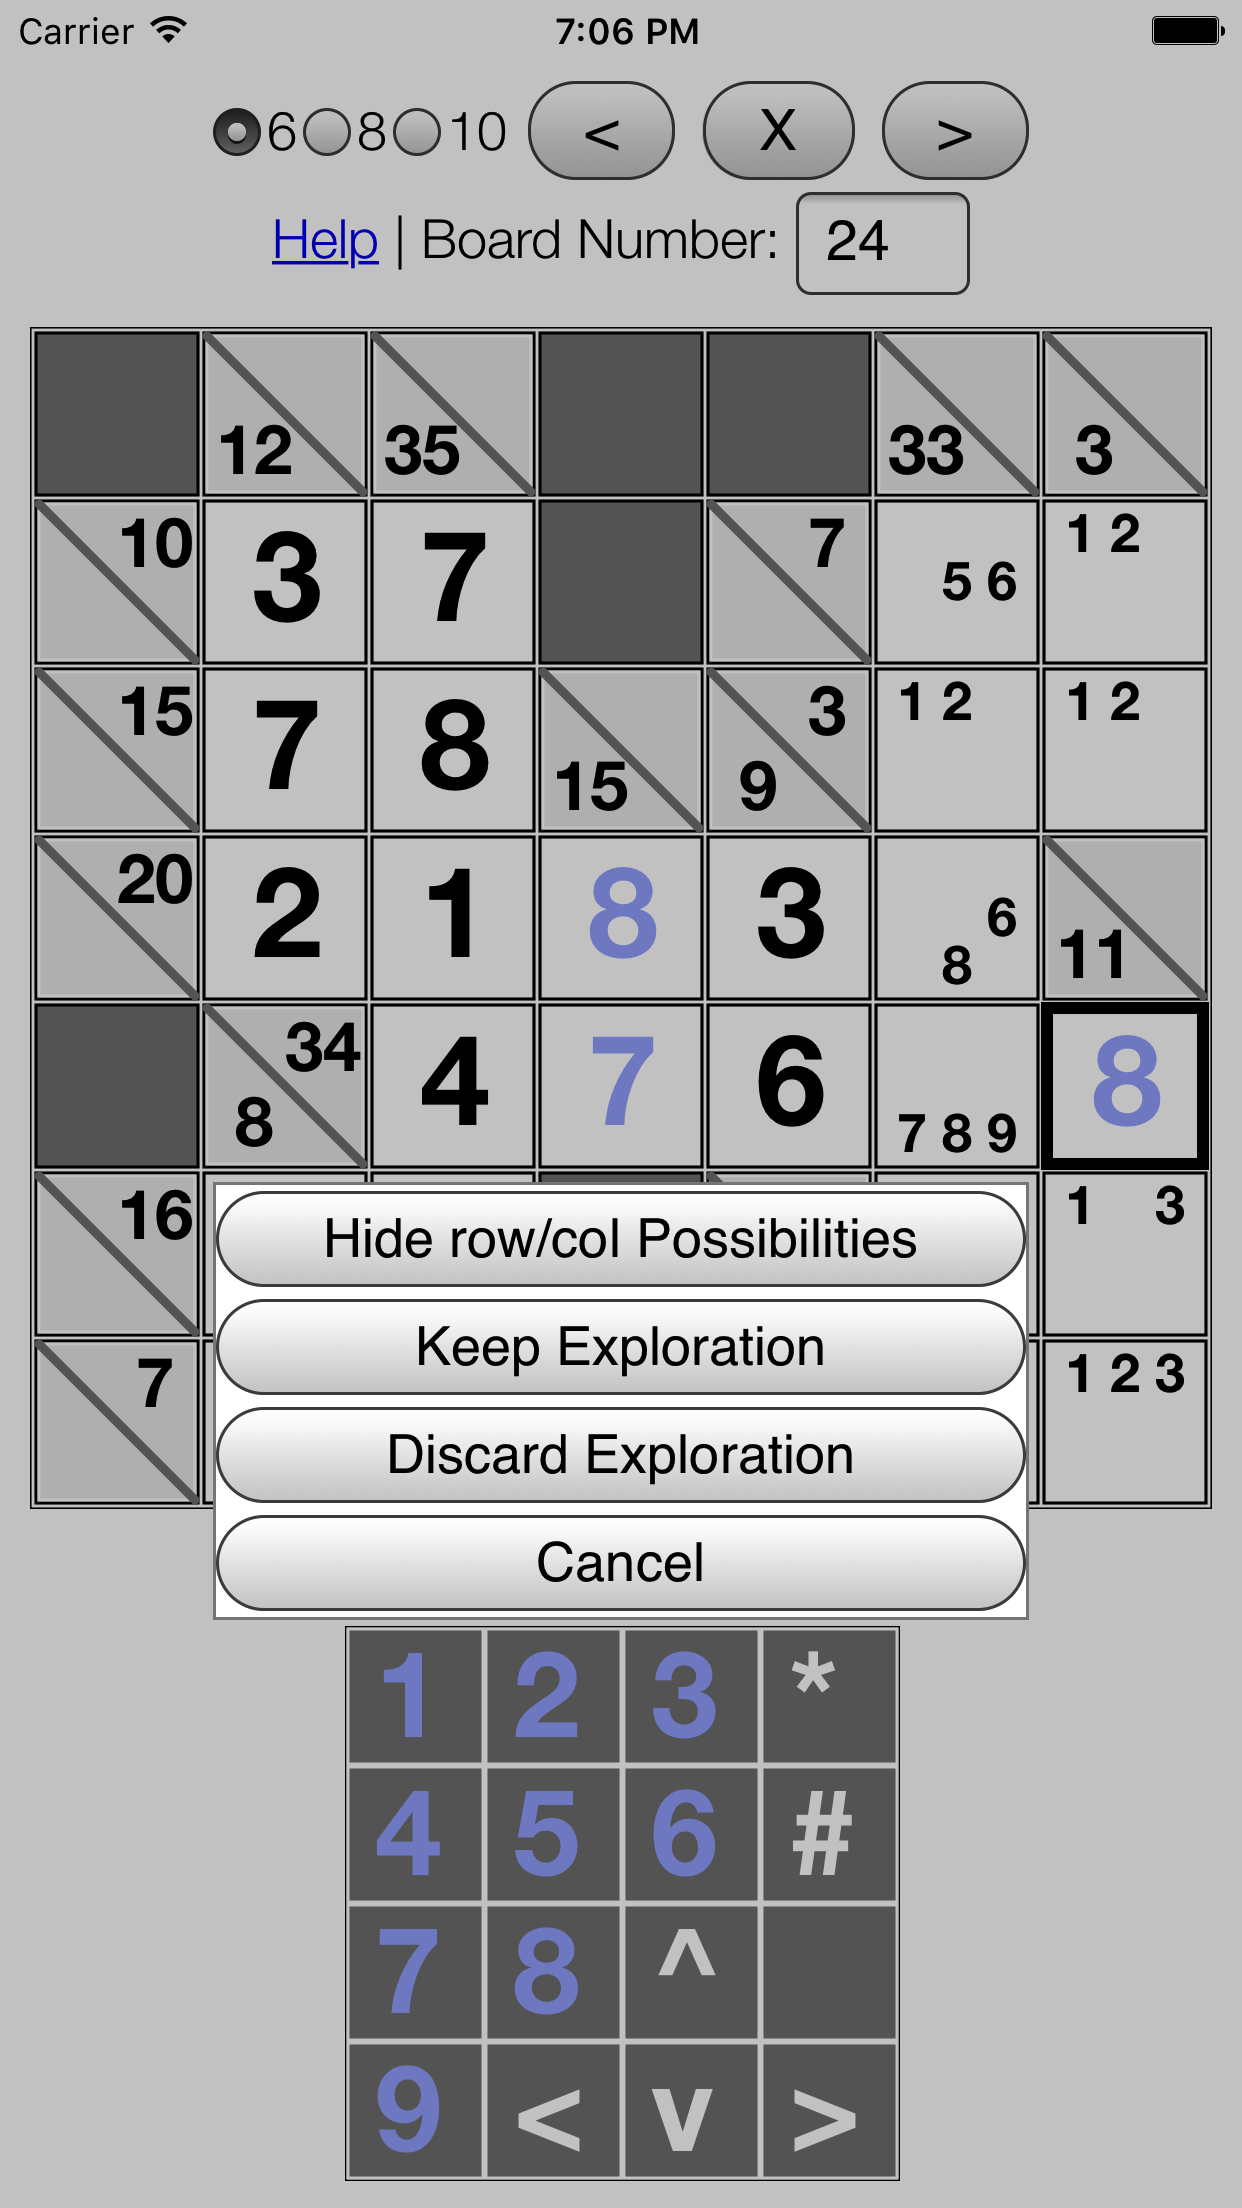 Carrier 7:06 PM
6 8 10 < X >
Help | Board Number: 24
12 35 33 3
10 3 7 7 5 6 1 2
15 7 8 15 3 9 1 2 1 2
20 2 1 8 3 6 8 11
34 8 4 7 6 7 8 9 8
16 1 3
7 1 2 3
Hide row/col Possibilities
Keep Exploration
Discard Exploration
Cancel
1 2 3 *
4 5 6 #
7 8 ^
9 < v >